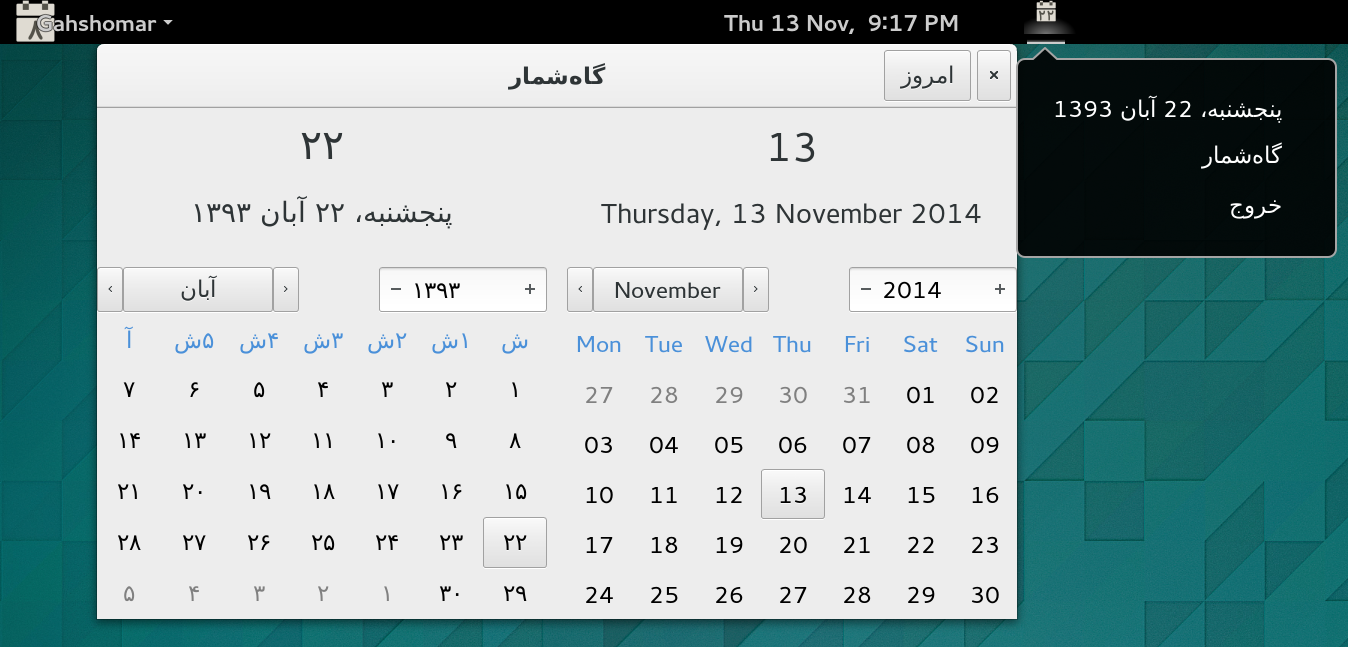 Gahshomar
Thu 13 Nov, 9:17 PM
۲۲
گاه‌شمار
امروز
×
۲۲
پنجشنبه، ۲۲ آبان ۱۳۹۳
13
Thursday, 13 November 2014
‹ آبان ›
− ۱۳۹۳ +
‹ November ›
− 2014 +
ش ۱ش ۲ش ۳ش ۴ش ۵ش آ
۱ ۲ ۳ ۴ ۵ ۶ ۷
۸ ۹ ۱۰ ۱۱ ۱۲ ۱۳ ۱۴
۱۵ ۱۶ ۱۷ ۱۸ ۱۹ ۲۰ ۲۱
۲۲ ۲۳ ۲۴ ۲۵ ۲۶ ۲۷ ۲۸
۲۹ ۳۰ ۱ ۲ ۳ ۴ ۵
Mon Tue Wed Thu Fri Sat Sun
27 28 29 30 31 01 02
03 04 05 06 07 08 09
10 11 12 13 14 15 16
17 18 19 20 21 22 23
24 25 26 27 28 29 30
پنجشنبه، 22 آبان 1393
گاه‌شمار
خروج